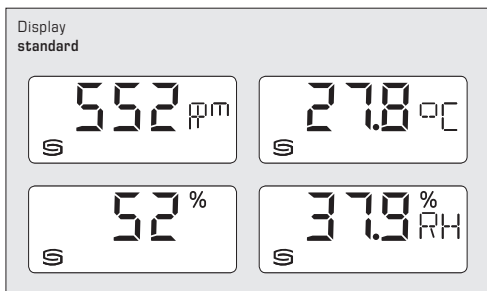 Display
standard
552 ppm
27.8 °C
52 %
37.9 % RH